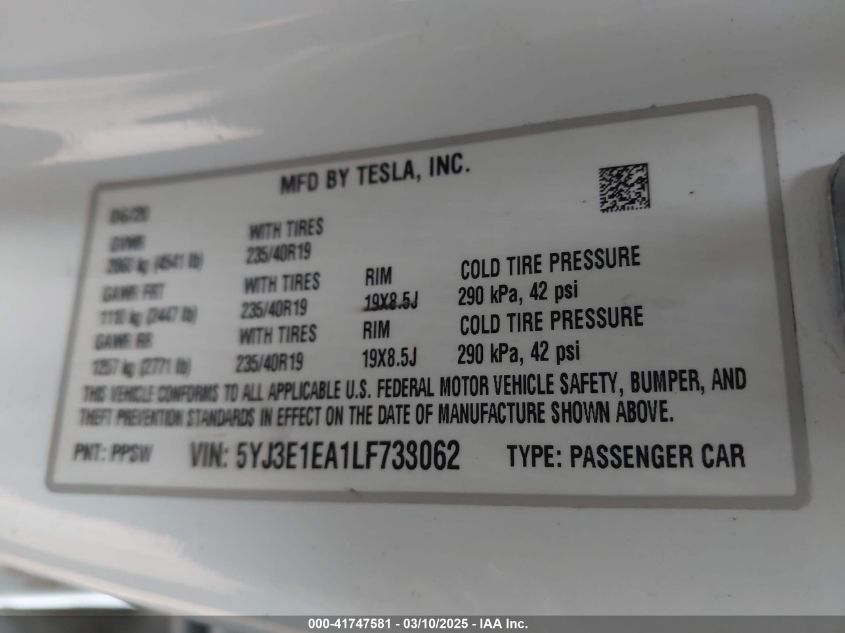 MFD BY TESLA, INC.
06/20
GVWR WITH TIRES
2060 kg (4541 lb) 235/40R19
GAWR FRT WITH TIRES RIM COLD TIRE PRESSURE
1110 kg (2447 lb) 235/40R19 19X8.5J 290 kPa, 42 psi
GAWR RR WITH TIRES RIM COLD TIRE PRESSURE
1257 kg (2771 lb) 235/40R19 19X8.5J 290 kPa, 42 psi
THIS VEHICLE CONFORMS TO ALL APPLICABLE U.S. FEDERAL MOTOR VEHICLE SAFETY, BUMPER, AND
THEFT PREVENTION STANDARDS IN EFFECT ON THE DATE OF MANUFACTURE SHOWN ABOVE.
PNT: PPSW VIN: 5YJ3E1EA1LF738062 TYPE: PASSENGER CAR
000-41747581 - 03/10/2025 - IAA Inc.